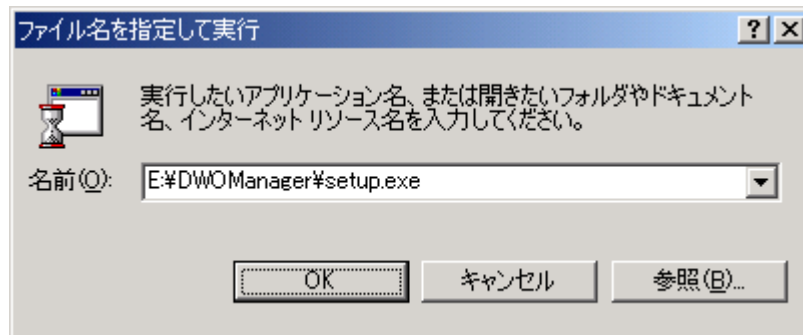 ファイル名を指定して実行
実行したいアプリケーション名、または開きたいフォルダやドキュメント
名、インターネット リソース名を入力してください。
名前(O):
E:¥DWOManager¥setup.exe
OK
キャンセル
参照(B)...